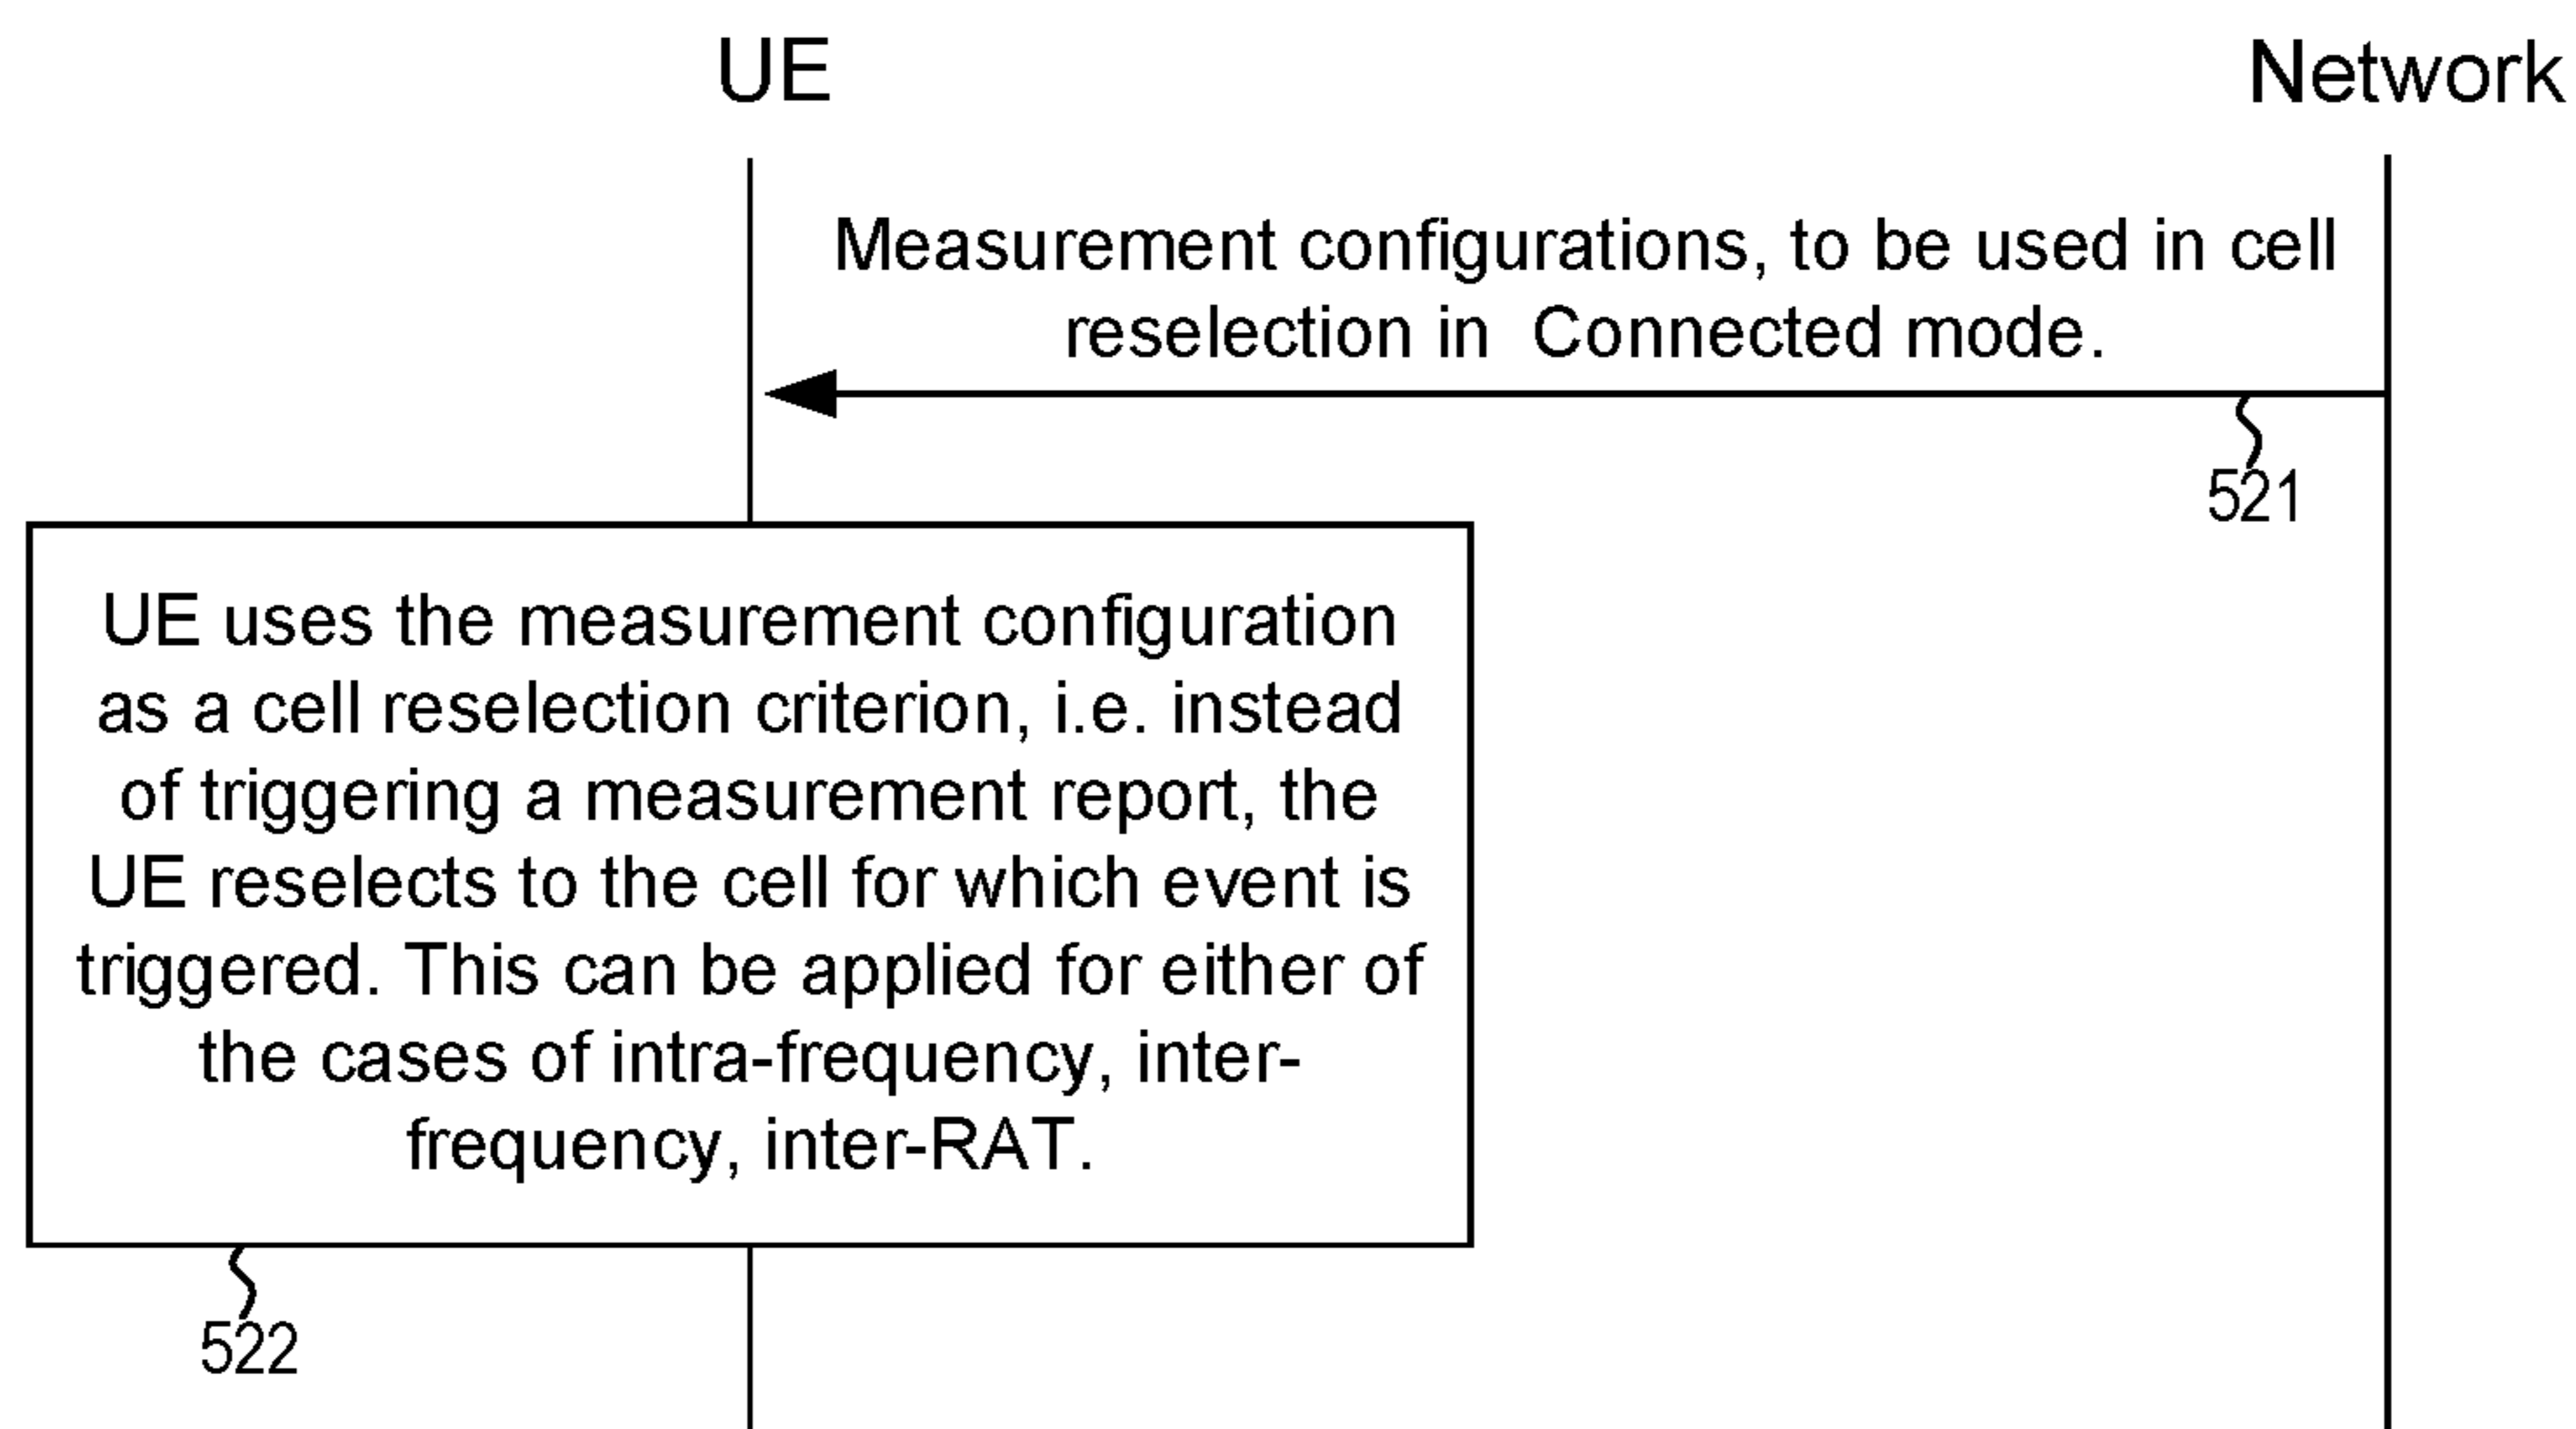 UE
Network
Measurement configurations, to be used in cell
reselection in Connected mode.
521
UE uses the measurement configuration
as a cell reselection criterion, i.e. instead
of triggering a measurement report, the
UE reselects to the cell for which event is
triggered. This can be applied for either of
the cases of intra-frequency, inter-
frequency, inter-RAT.
522